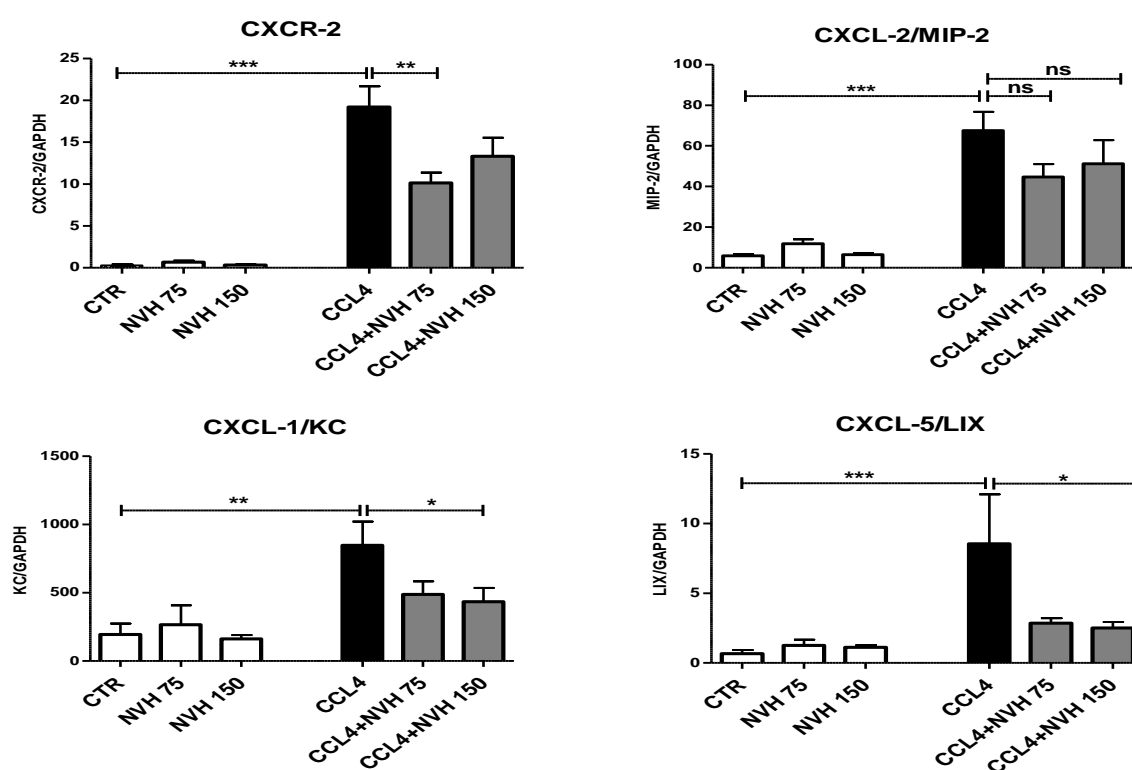 CXCR-2
CXCR-2/GAPDH
25
20
15
10
5
0
***
**
CTR
NVH 75
NVH 150
CCL4
CCL4+NVH 75
CCL4+NVH 150
CXCL-2/MIP-2
MIP-2/GAPDH
100
80
60
40
20
0
***
ns
ns
CTR
NVH 75
NVH 150
CCL4
CCL4+NVH 75
CCL4+NVH 150
CXCL-1/KC
KC/GAPDH
1500
1000
500
0
**
*
CTR
NVH 75
NVH 150
CCL4
CCL4+NVH 75
CCL4+NVH 150
CXCL-5/LIX
LIX/GAPDH
15
10
5
0
***
*
CTR
NVH 75
NVH 150
CCL4
CCL4+NVH 75
CCL4+NVH 150